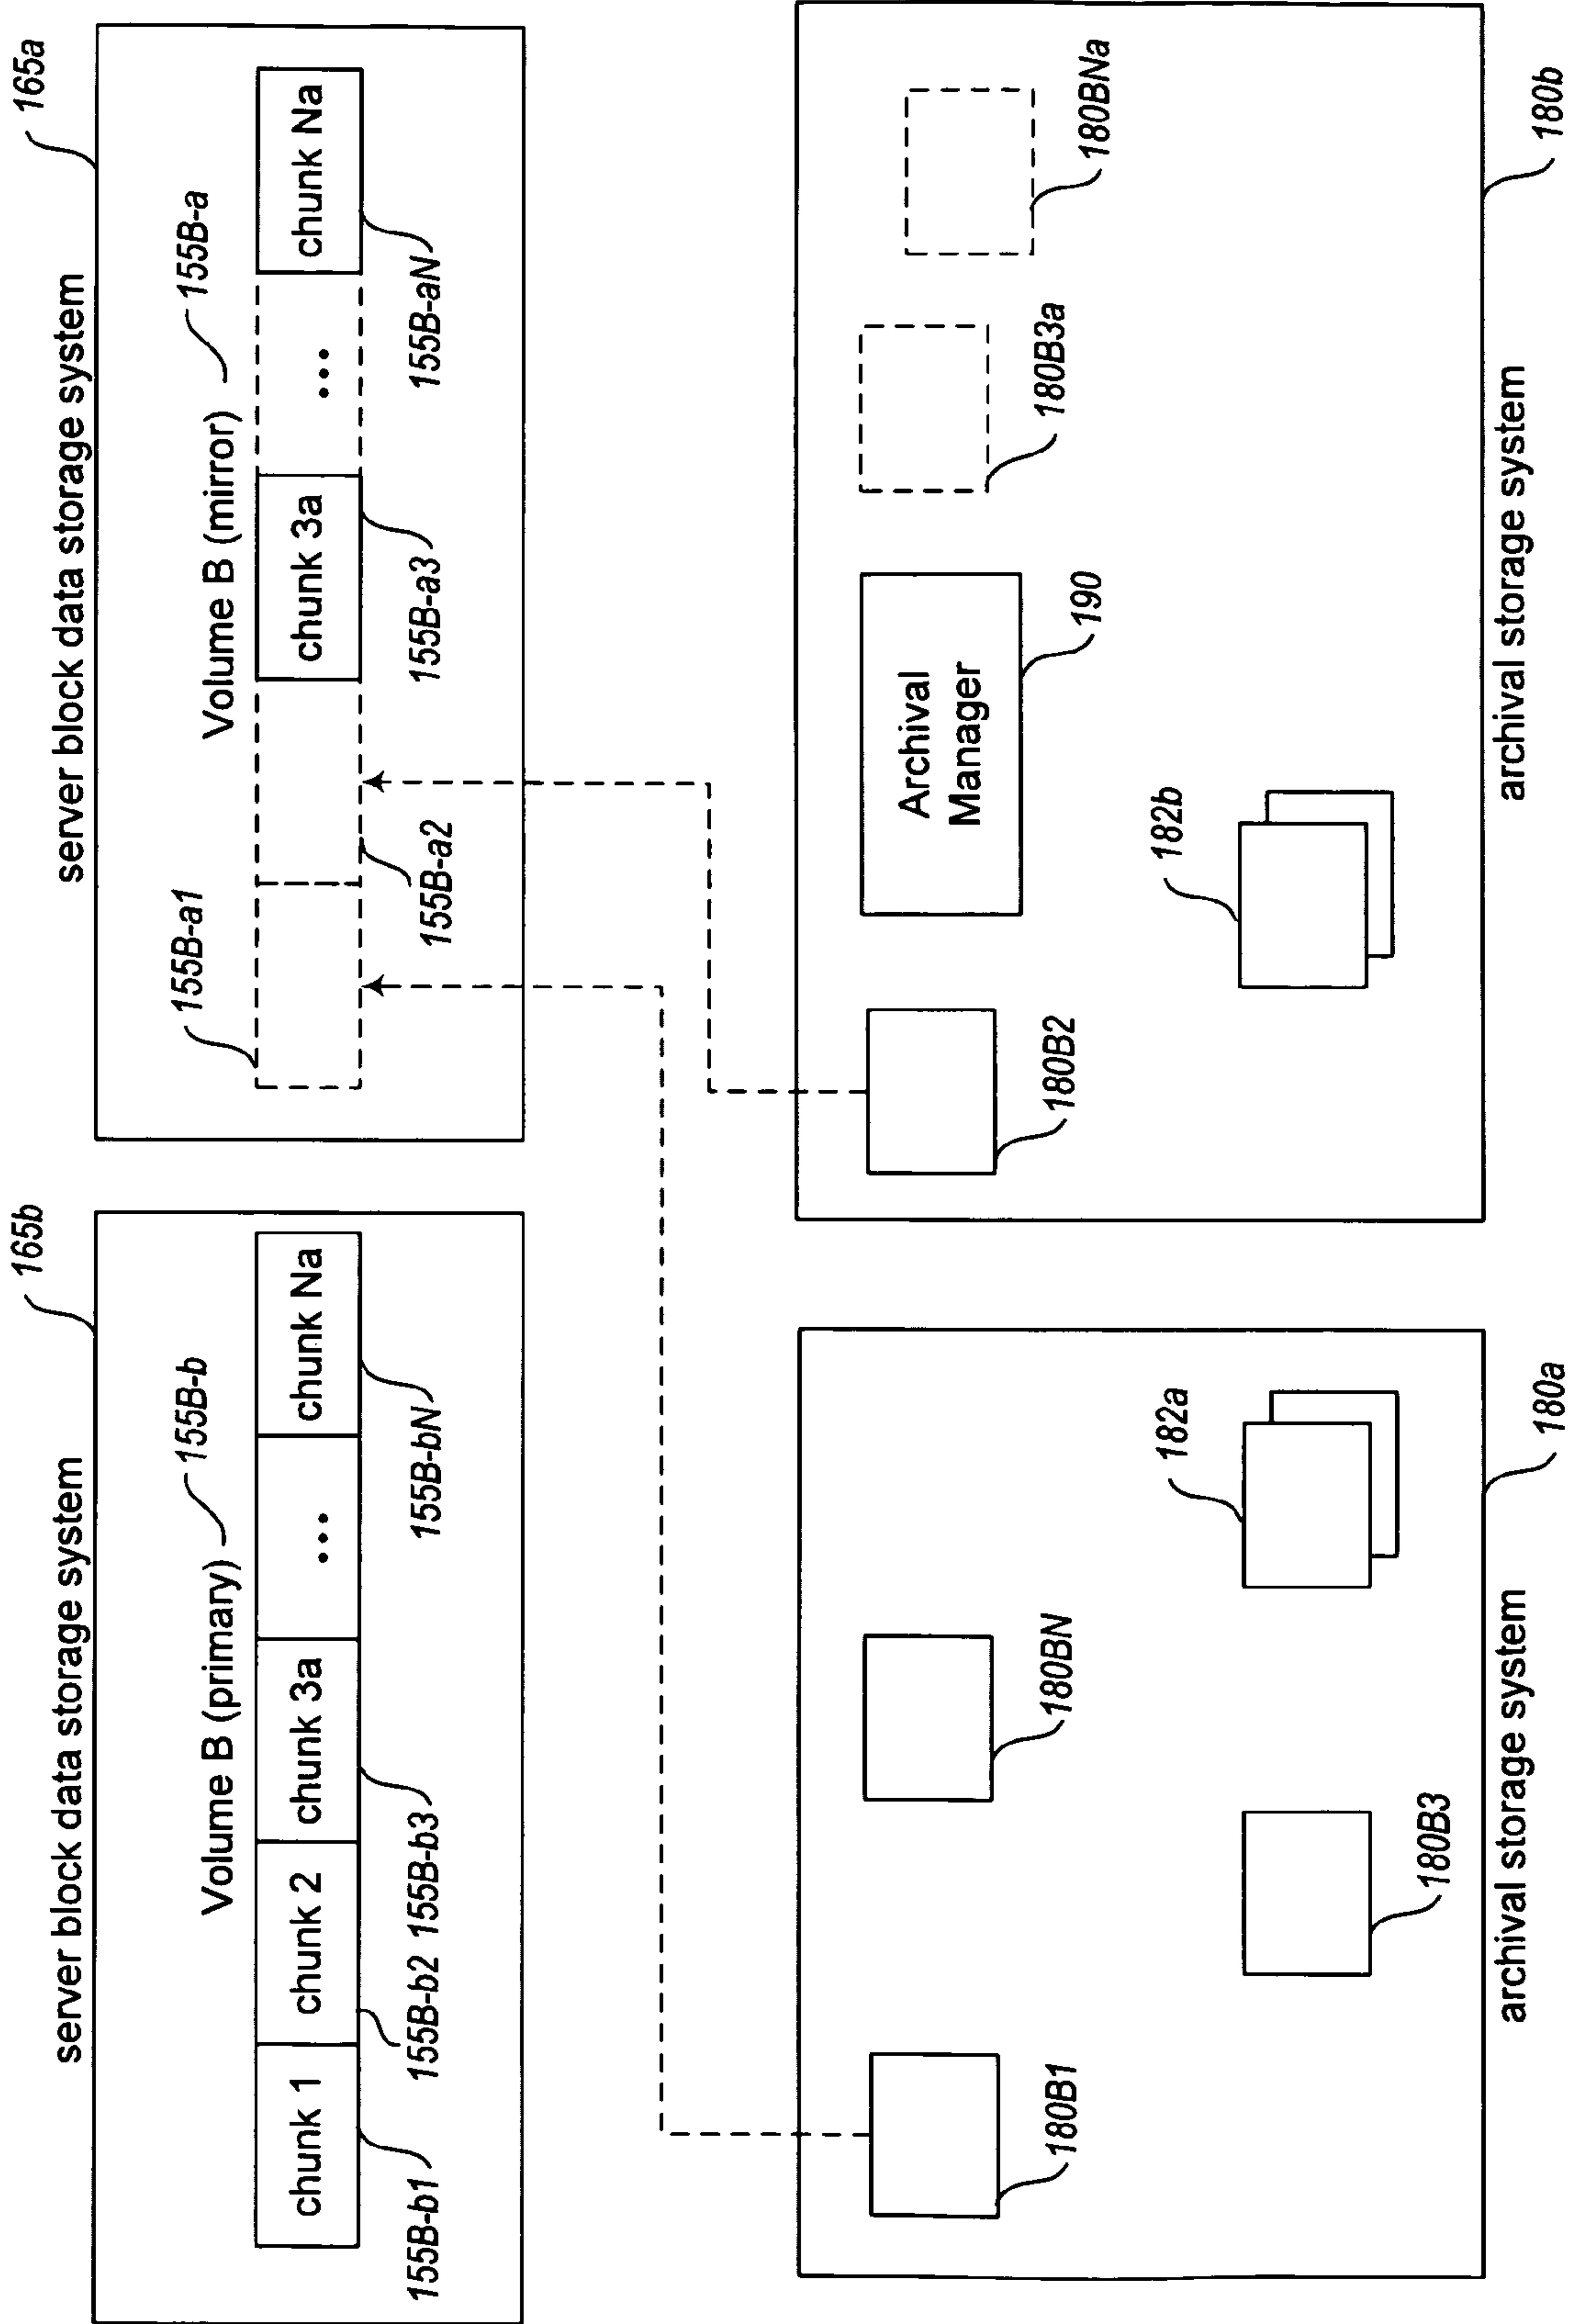 server block data storage system
165b
Volume B (primary)
155B-b
chunk 1
chunk 2
chunk 3a
...
chunk Na
155B-b1
155B-b2
155B-b3
155B-bN
server block data storage system
165a
155B-a1
Volume B (mirror)
155B-a
chunk 3a
...
chunk Na
155B-a2
155B-a3
155B-aN
180B1
180BN
180B3
182a
archival storage system
180a
180B2
Archival
Manager
190
180B3a
180BNa
182b
archival storage system
180b